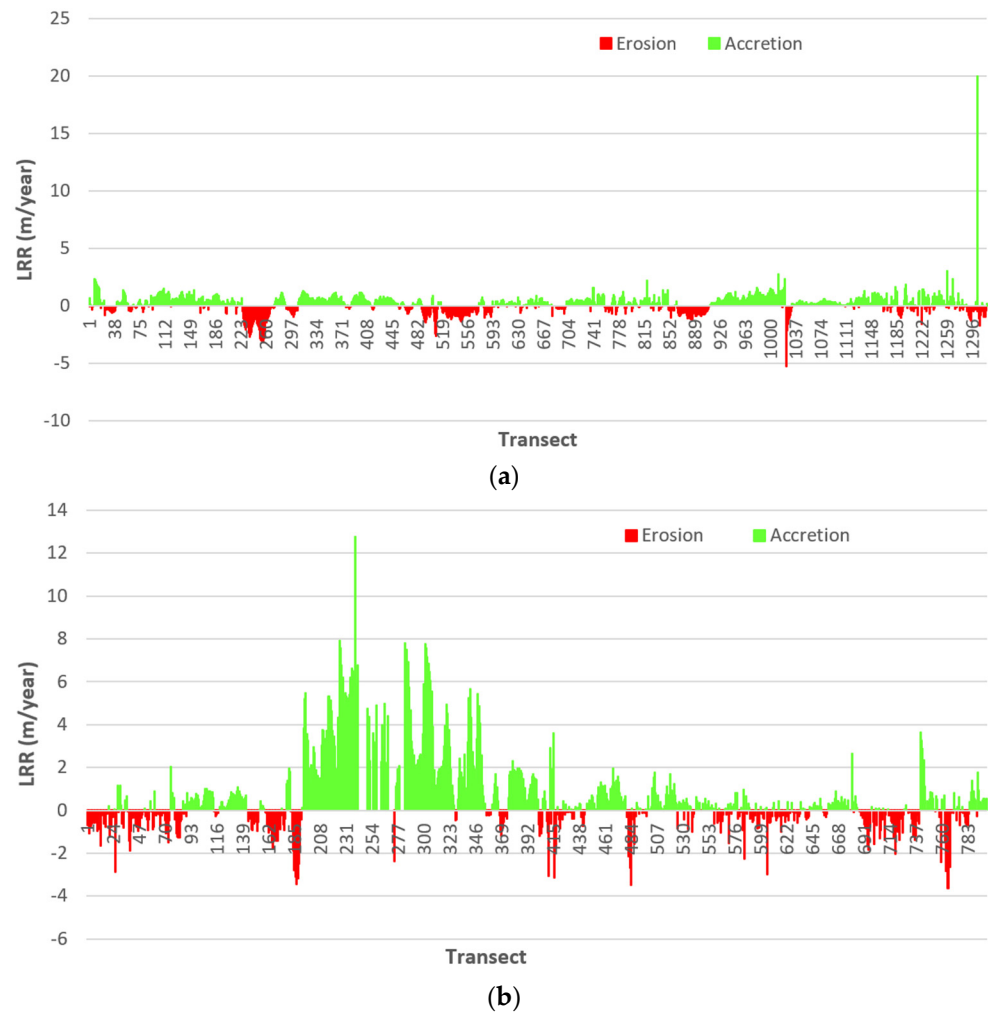 25
Erosion Accretion
20
15
LRR (m/year)
10
5
0
1 38 75 112 149 186 223 260 297 334 371 408 445 482 519 556 593 630 667 704 741 778 815 852 889 926 963 1000 1037 1074 1111 1148 1185 1222 1259 1296
-5
-10
Transect
(a)
14
Erosion Accretion
12
10
8
6
LRR (m/year)
4
2
0
1 24 47 70 93 116 139 162 185 208 231 254 277 300 323 346 369 392 415 438 461 484 507 530 553 576 599 622 645 668 691 714 737 760 783
-2
-4
-6
Transect
(b)